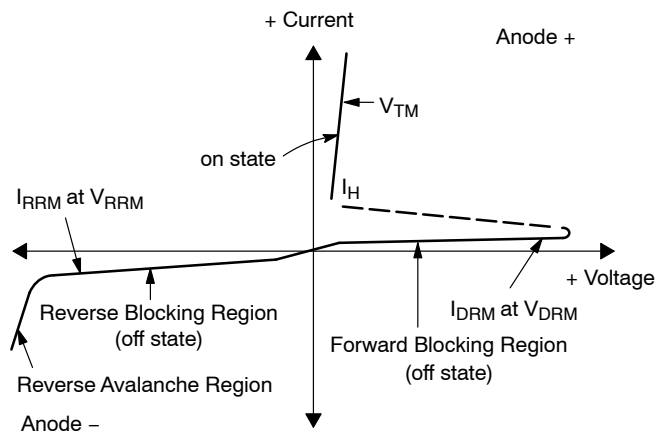 + Current
Anode +
V_TM
on state
I_H
I_RRM at V_RRM
+ Voltage
Reverse Blocking Region
(off state)
I_DRM at V_DRM
Forward Blocking Region
(off state)
Reverse Avalanche Region
Anode −